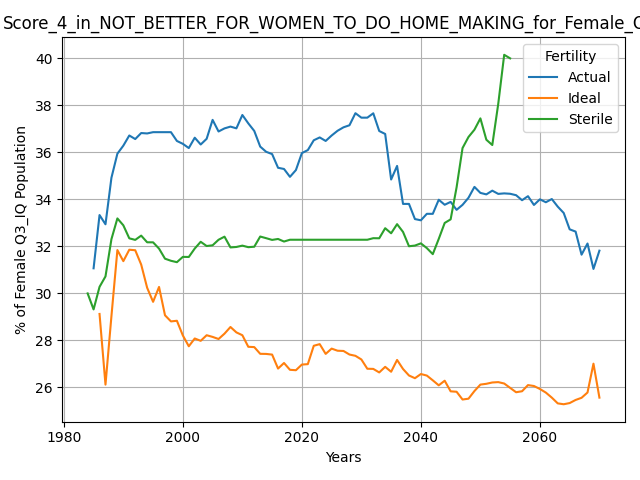 Score_4_in_NOT_BETTER_FOR_WOMEN_TO_DO_HOME_MAKING_for_Female_
% of Female Q3_IQ Population
40
38
36
34
32
30
28
26
Fertility
Actual
Ideal
Sterile
1980
2000
2020
2040
2060
Years